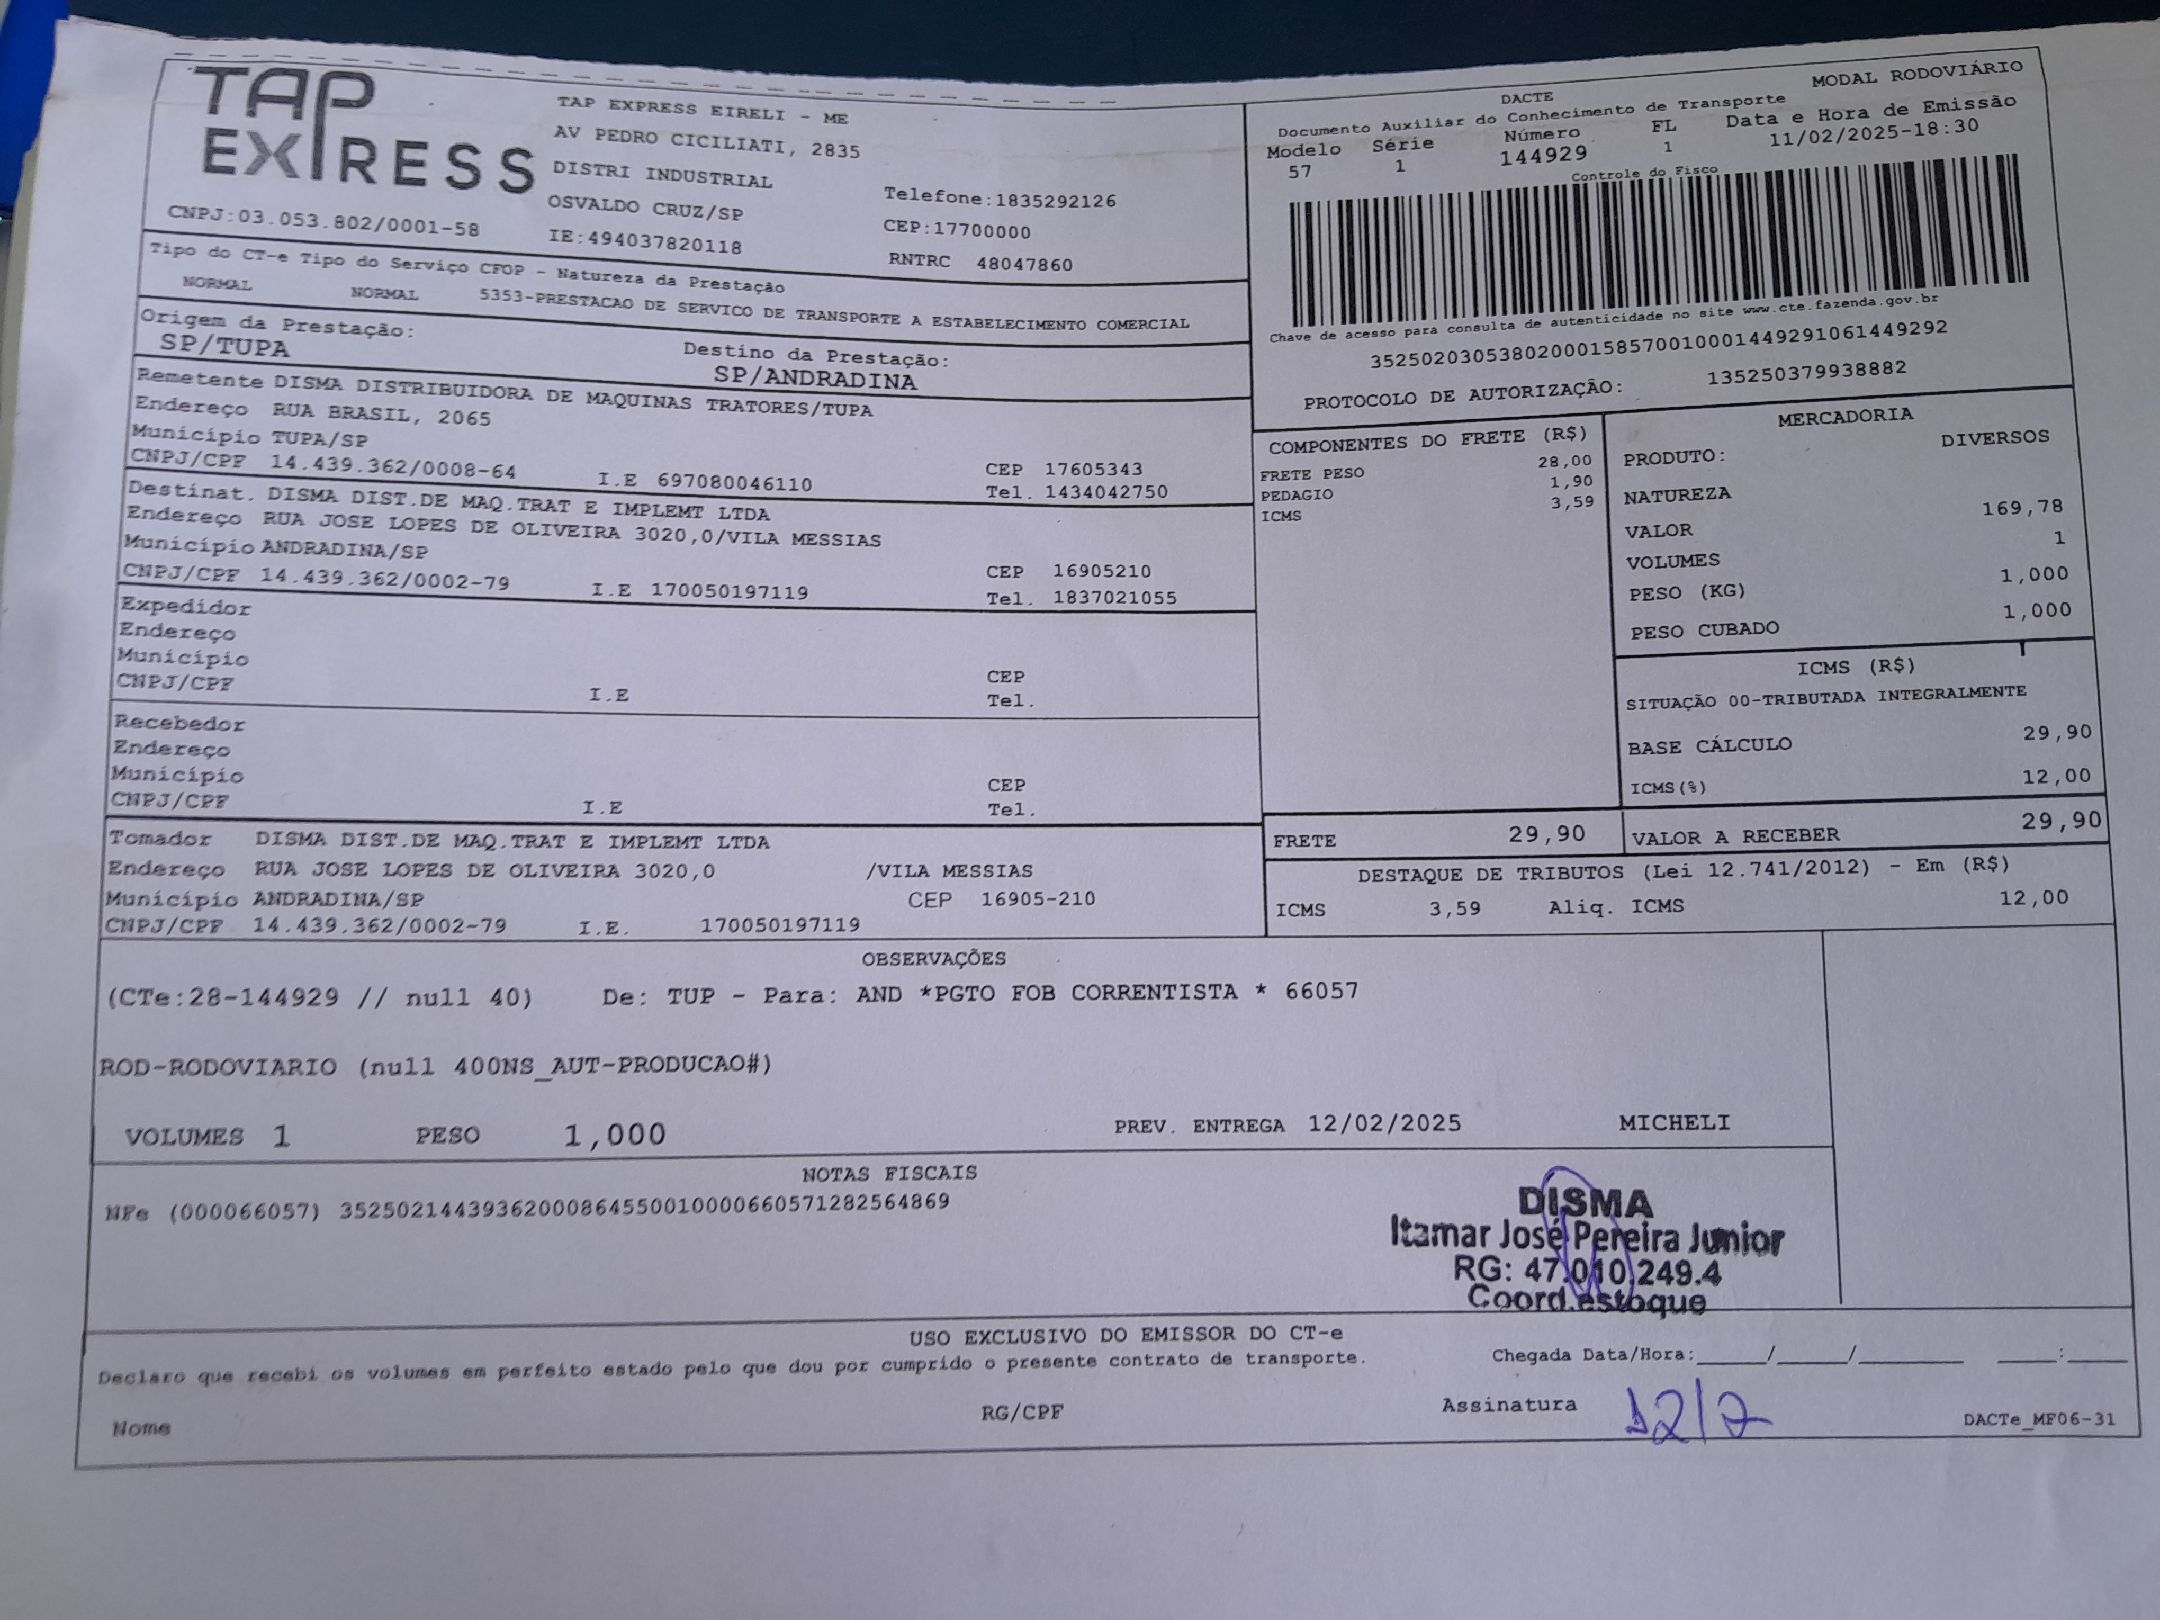 TAP EXPRESS
TAP EXPRESS EIRELI - ME
AV PEDRO CICILIATI, 2835
DISTRI INDUSTRIAL
OSVALDO CRUZ/SP
Telefone:1835292126
CEP:17700000
CNPJ:03.053.802/0001-58
IE:494037820118
RNTRC 48047860
Tipo do CT-e Tipo do Serviço CFOP - Natureza da Prestação
NORMAL NORMAL 5353-PRESTACAO DE SERVICO DE TRANSPORTE A ESTABELECIMENTO COMERCIAL
Origem da Prestação:
SP/TUPA
Destino da Prestação:
SP/ANDRADINA
Remetente DISMA DISTRIBUIDORA DE MAQUINAS TRATORES/TUPA
Endereço RUA BRASIL, 2065
Município TUPA/SP
CNPJ/CPF 14.439.362/0008-64 I.E 697080046110
CEP 17605343
Tel. 1434042750
Destinat. DISMA DIST.DE MAQ.TRAT E IMPLEMT LTDA
Endereço RUA JOSE LOPES DE OLIVEIRA 3020,0/VILA MESSIAS
Município ANDRADINA/SP
CNPJ/CPF 14.439.362/0002-79 I.E 170050197119
CEP 16905210
Tel. 1837021055
Expedidor
Endereço
Município
CNPJ/CPF I.E
CEP
Tel.
Recebedor
Endereço
Município
CNPJ/CPF I.E
CEP
Tel.
Tomador DISMA DIST.DE MAQ.TRAT E IMPLEMT LTDA
Endereço RUA JOSE LOPES DE OLIVEIRA 3020,0 /VILA MESSIAS
Município ANDRADINA/SP CEP 16905-210
CNPJ/CPF 14.439.362/0002-79 I.E. 170050197119
DACTE MODAL RODOVIÁRIO
Documento Auxiliar do Conhecimento de Transporte
Modelo Série Número FL Data e Hora de Emissão
57 1 144929 1 11/02/2025-18:30
Controle do Fisco
Chave de acesso para consulta de autenticidade no site www.cte.fazenda.gov.br
35250203053802000158570010001449291061449292
PROTOCOLO DE AUTORIZAÇÃO: 135250379938882
COMPONENTES DO FRETE (R$)
FRETE PESO 28,00
PEDAGIO 1,90
ICMS 3,59
MERCADORIA
PRODUTO: DIVERSOS
NATUREZA
VALOR 169,78
VOLUMES 1
PESO (KG) 1,000
PESO CUBADO 1,000
ICMS (R$)
SITUAÇÃO 00-TRIBUTADA INTEGRALMENTE
BASE CÁLCULO 29,90
ICMS(%) 12,00
FRETE 29,90 VALOR A RECEBER 29,90
DESTAQUE DE TRIBUTOS (Lei 12.741/2012) - Em (R$)
ICMS 3,59 Aliq. ICMS 12,00
OBSERVAÇÕES
(CTe:28-144929 // null 40) De: TUP - Para: AND *PGTO FOB CORRENTISTA * 66057
ROD-RODOVIARIO (null 400NS_AUT-PRODUCAO#)
VOLUMES 1 PESO 1,000 PREV. ENTREGA 12/02/2025 MICHELI
NOTAS FISCAIS
NFe (000066057) 35250214439362000864550010000660571282564869
DISMA
Itamar José Pereira Junior
RG: 47.010.249.4
Coord.estoque
USO EXCLUSIVO DO EMISSOR DO CT-e
Declaro que recebi os volumes em perfeito estado pelo que dou por cumprido o presente contrato de transporte.
Chegada Data/Hora:_____/_____/________ ____:____
Nome RG/CPF Assinatura 12/2 DACTe_MF06-31